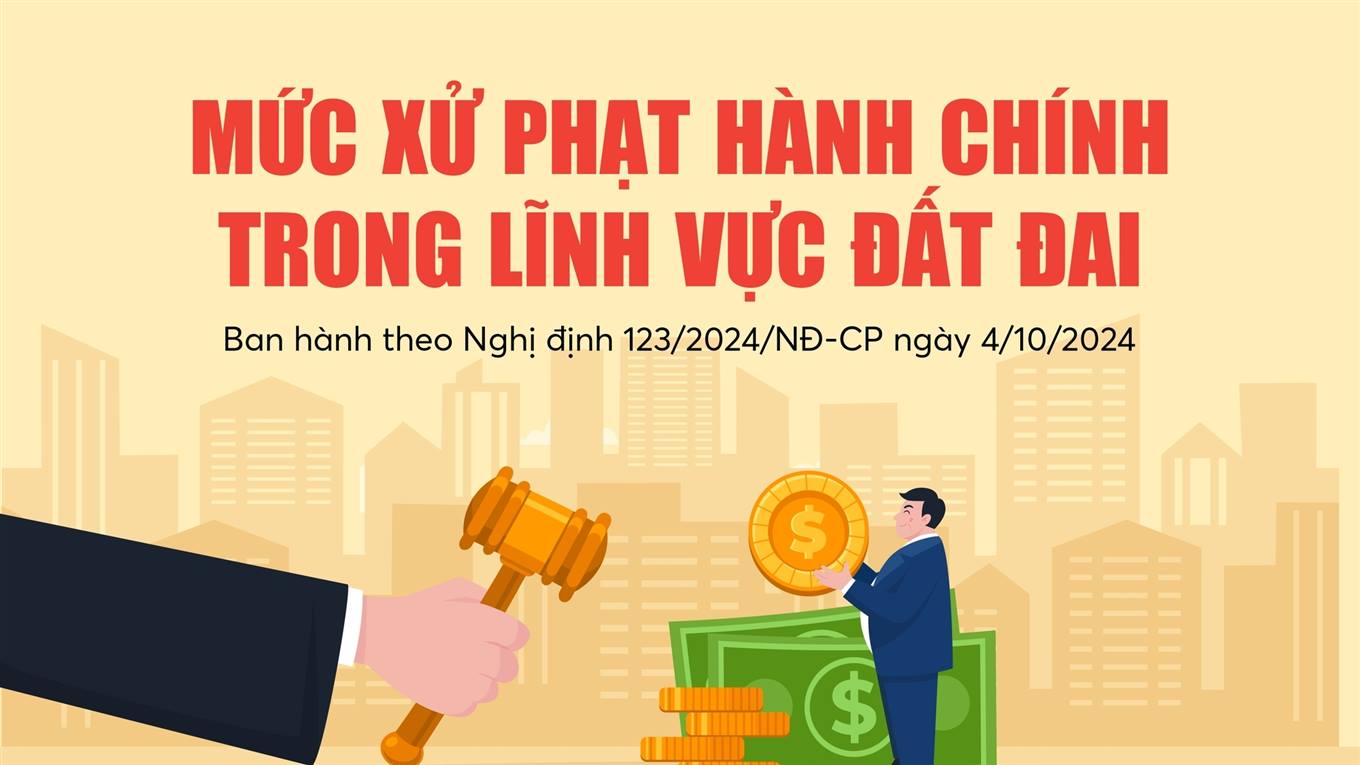 MỨC XỬ PHẠT HÀNH CHÍNH
TRONG LĨNH VỰC ĐẤT ĐAI
Ban hành theo Nghị định 123/2024/NĐ-CP ngày 4/10/2024
$
$